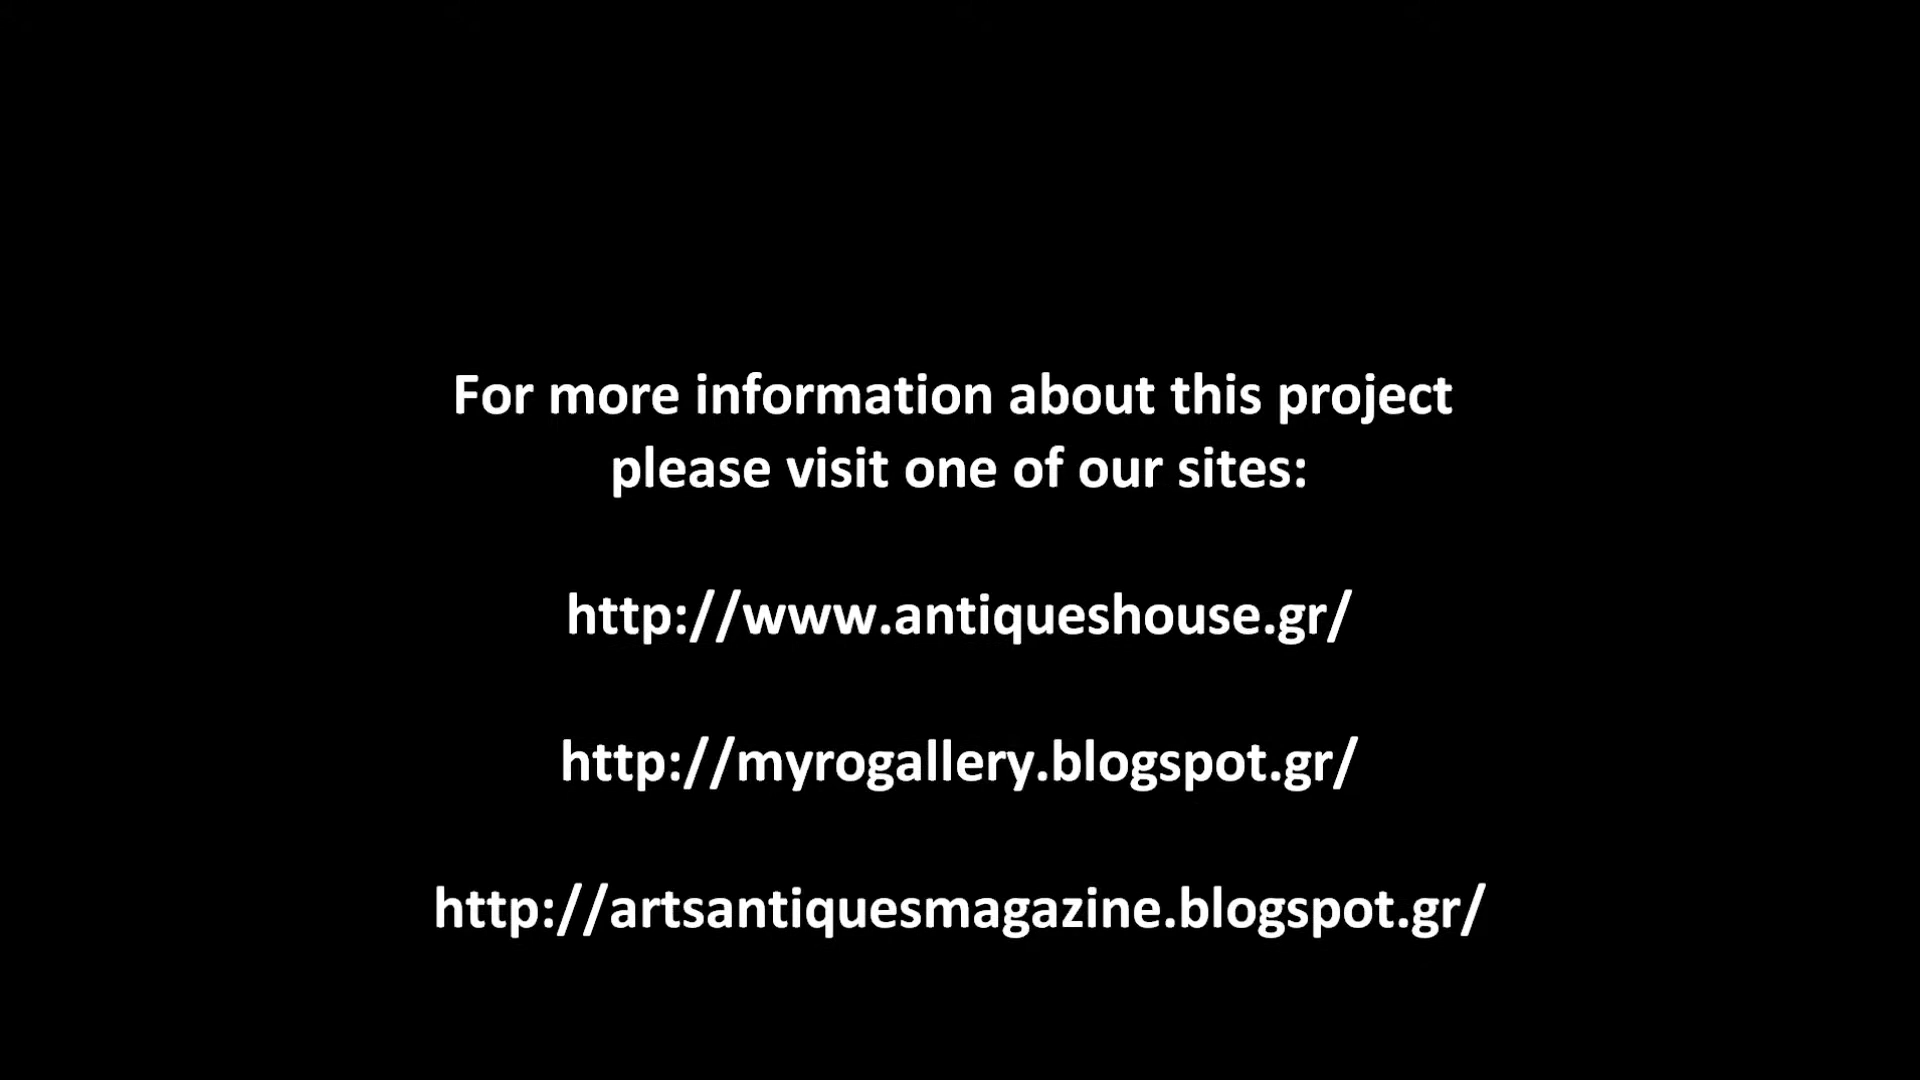 For more information about this project
please visit one of our sites:
http://www.antiqueshouse.gr/
http://myrogallery.blogspot.gr/
http://artsantiquesmagazine.blogspot.gr/